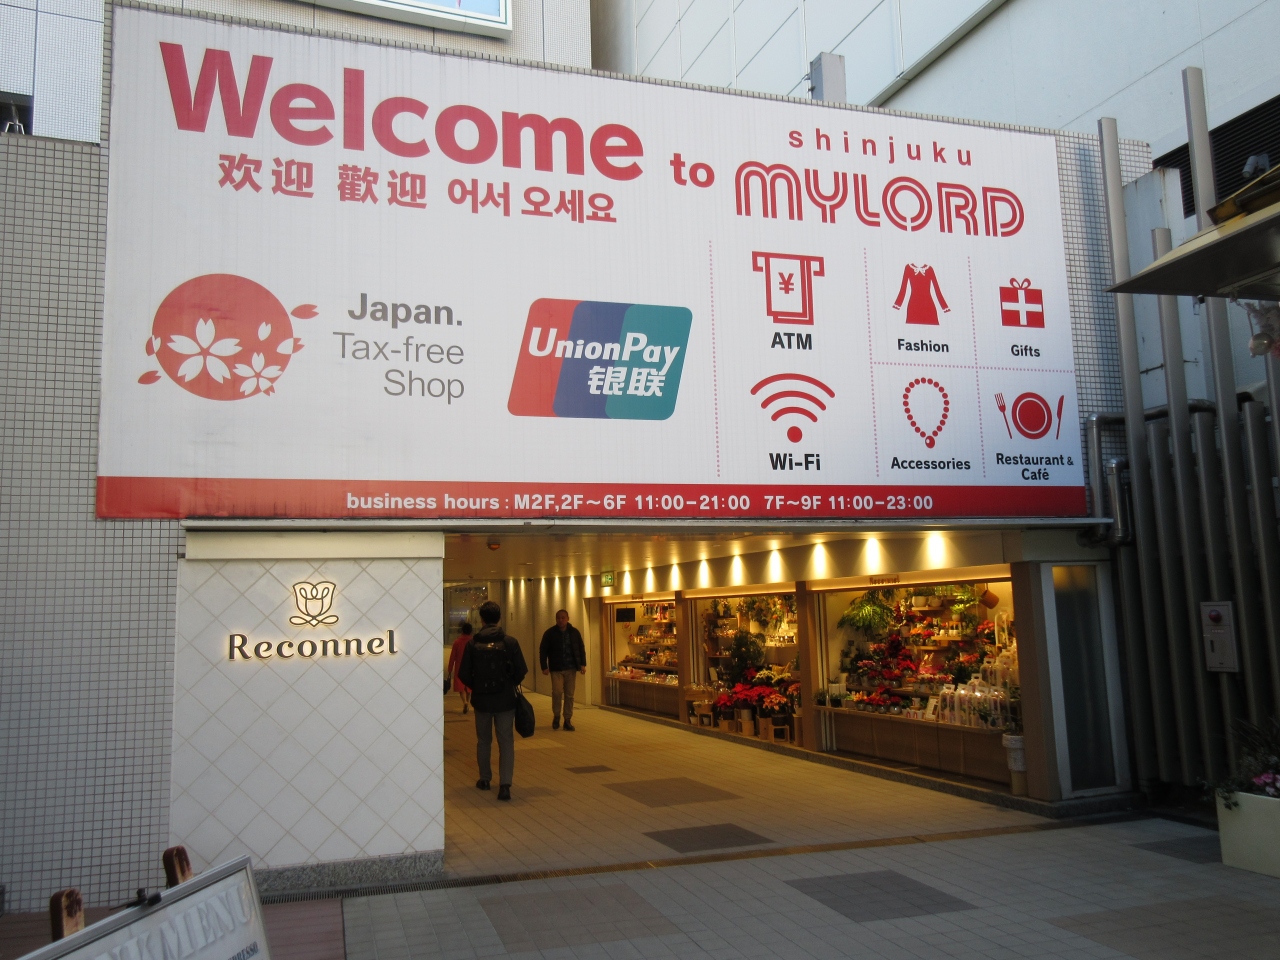 Welcome to shinjuku MYLORD
欢迎 歡迎 어서 오세요
Japan.
Tax-free
Shop
UnionPay
银联
¥
ATM
Fashion
Gifts
Wi-Fi
Accessories
Restaurant &
Café
business hours : M2F,2F～6F 11:00－21:00 7F～9F 11:00－23:00
Reconnel
Reconnel
MENU